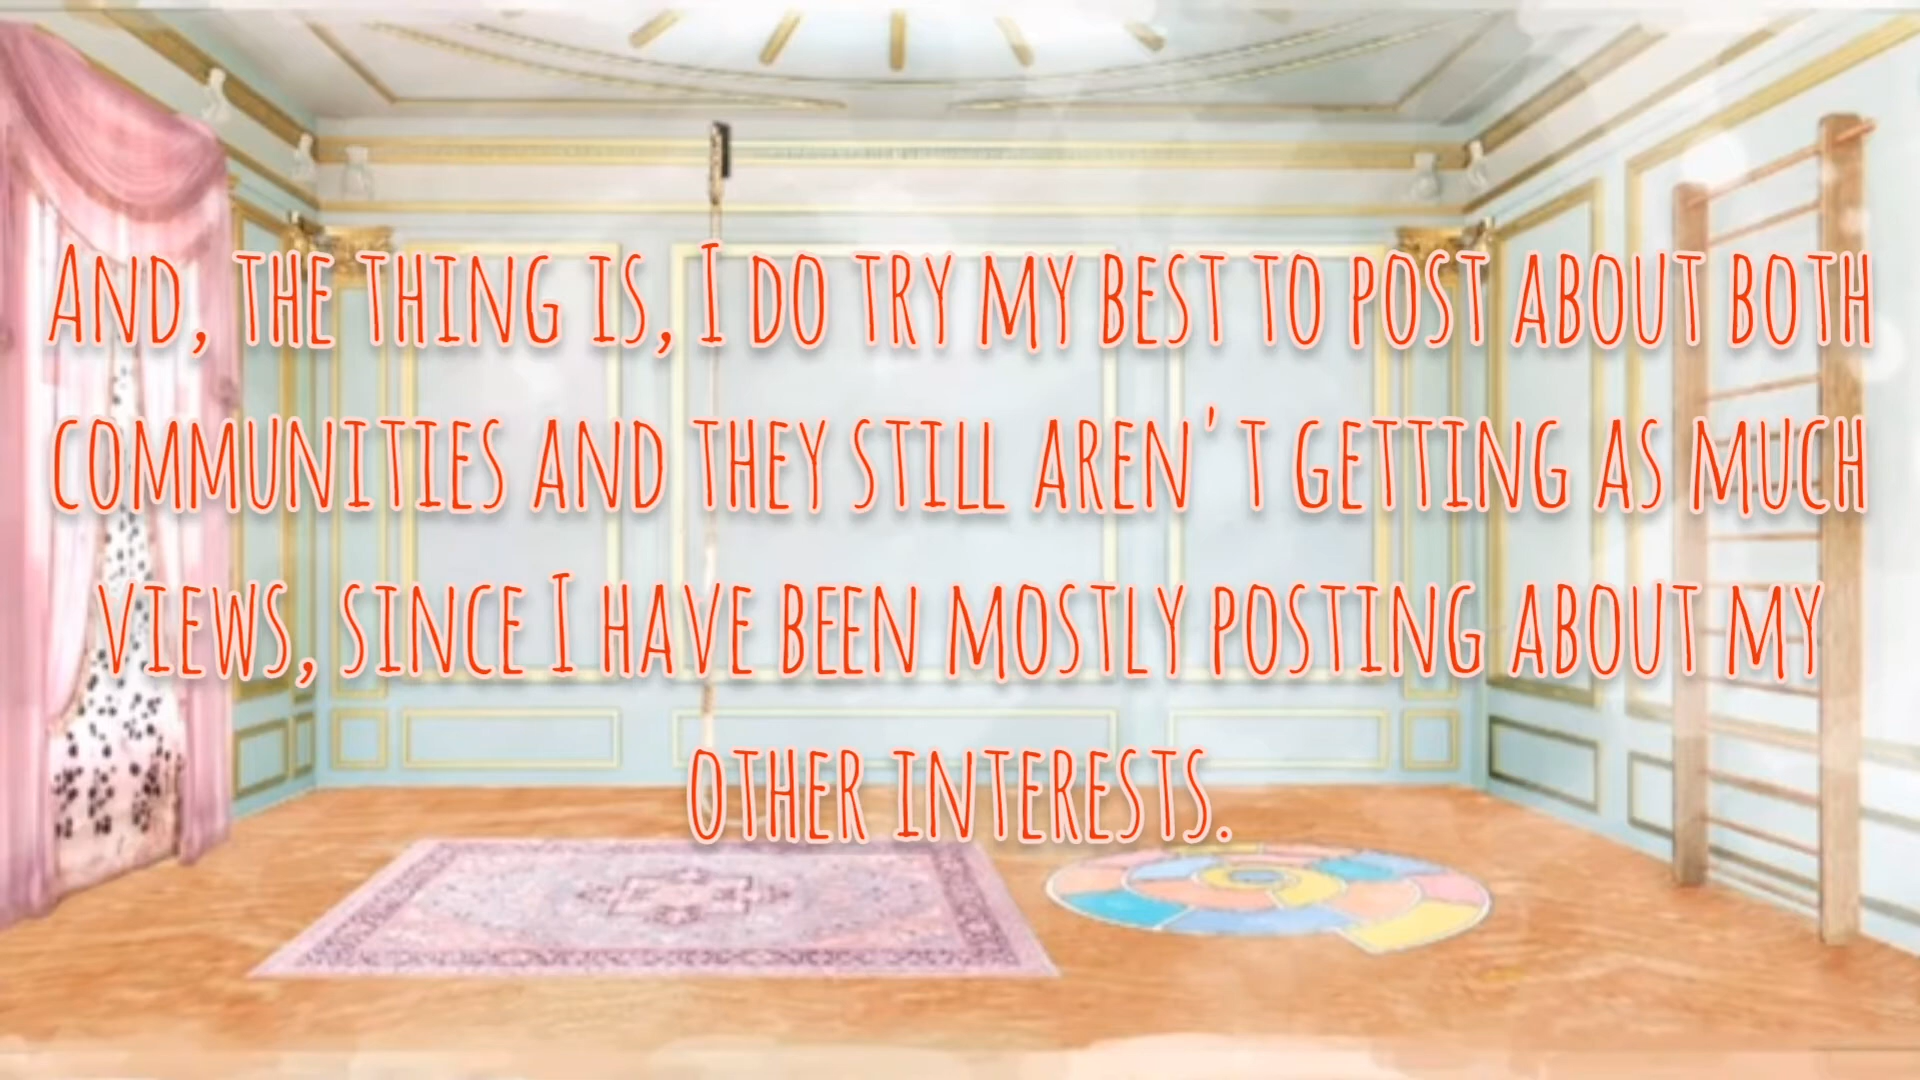 And, the thing is, I do try my best to post about both
communities and they still aren't getting as much
views, since I have been mostly posting about my
other interests.